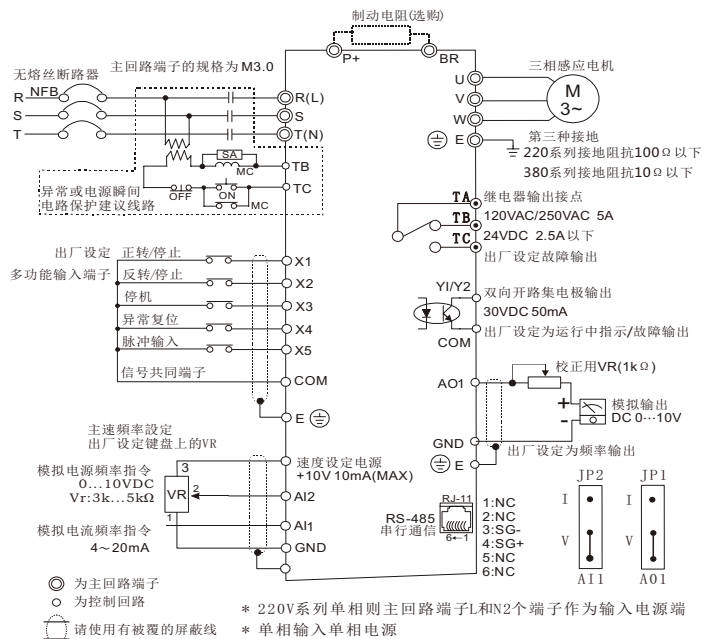 制动电阻(选购)
P+
BR
主回路端子的规格为 M3.0
无熔丝断路器
NFB
R
S
T
R(L)
S
T(N)
SA
MC
TB
TC
OFF
ON
MC
异常或电源瞬间
电路保护建议线路
U
V
W
E
三相感应电机
M
3~
第三种接地
220系列接地阻抗100Ω以下
380系列接地阻抗10Ω以下
TA
TB
TC
继电器输出接点
120VAC/250VAC 5A
24VDC 2.5A以下
出厂设定故障输出
出厂设定
多功能输入端子
正转/停止
反转/停止
停机
异常复位
脉冲输入
信号共同端子
X1
X2
X3
X4
X5
COM
E
YI/Y2
COM
双向开路集电极输出
30VDC 50mA
出厂设定为运行中指示/故障输出
AO1
校正用VR(1kΩ)
+
-
模拟输出
DC 0…10V
GND
E
出厂设定为频率输出
主速频率設定
出厂设定键盘上的VR
模拟电源频率指令
0...10VDC
Vr:3k...5kΩ
3
VR
2
1
模拟电流频率指令
4～20mA
速度设定电源
+10V 10mA(MAX)
AI2
AI1
GND
RS-485
串行通信
RJ-11
6←1
1:NC
2:NC
3:SG-
4:SG+
5:NC
6:NC
JP2
I
V
AI1
JP1
I
V
AO1
为主回路端子
为控制回路
请使用有被覆的屏蔽线
* 220V系列单相则主回路端子L和N2个端子作为输入电源端
* 单相输入单相电源